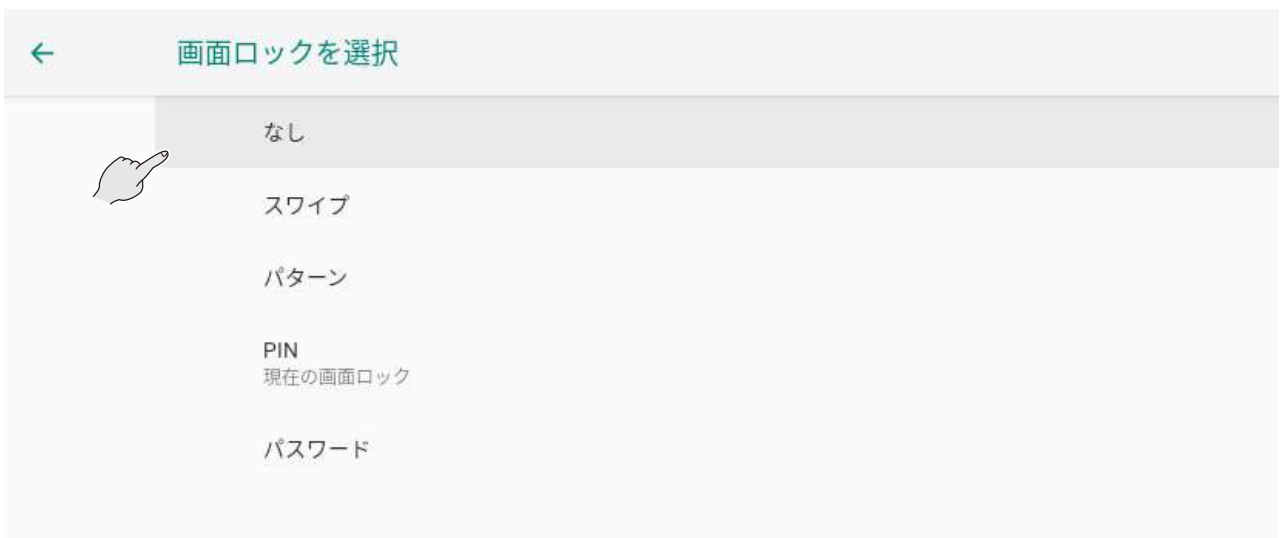 画面ロックを選択
なし
スワイプ
パターン
PIN
現在の画面ロック
パスワード